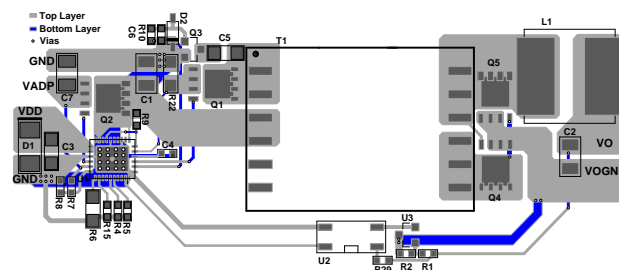 Top Layer
Bottom Layer
Vias
R10
C6
D2
Q3
C5
T1
L1
GND
VADP
C7
C1
R22
Q1
Q5
Q2
R9
VDD
D1
C3
C4
C2
VO
VOGN
GND
R8
R7
R6
R15
R4
R5
Q4
U3
U2
R29
R2
R1